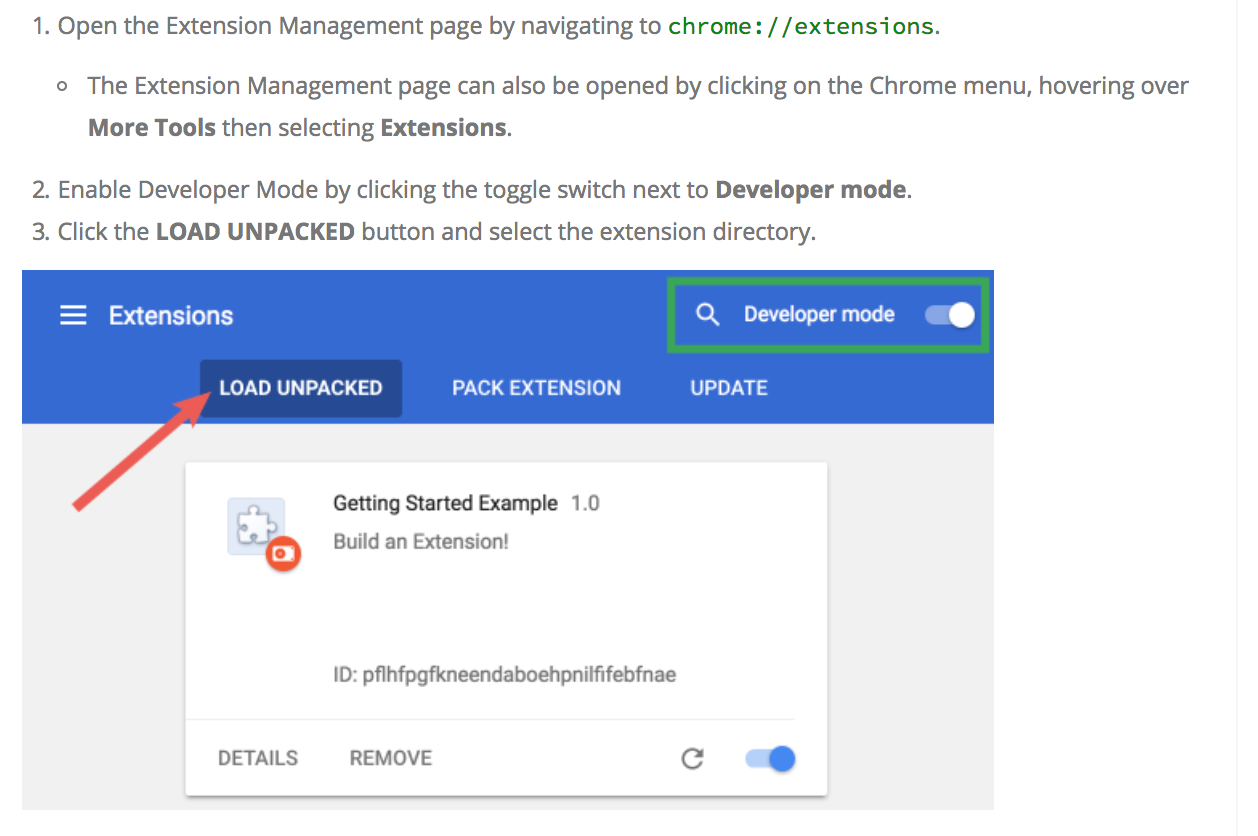 1. Open the Extension Management page by navigating to chrome://extensions.
The Extension Management page can also be opened by clicking on the Chrome menu, hovering over
More Tools then selecting Extensions.
2. Enable Developer Mode by clicking the toggle switch next to Developer mode.
3. Click the LOAD UNPACKED button and select the extension directory.
Extensions
Developer mode
LOAD UNPACKED PACK EXTENSION UPDATE
Getting Started Example 1.0
Build an Extension!
ID: pflhfpgfkneendaboehpnilfifebfnae
DETAILS REMOVE